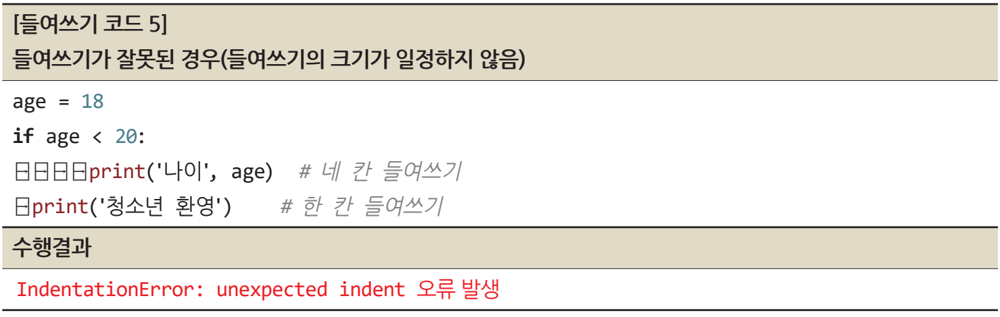 [들여쓰기 코드 5]
들여쓰기가 잘못된 경우(들여쓰기의 크기가 일정하지 않음)
age = 18
if age < 20:
⍈⍈⍈⍈print('나이', age)  # 네 칸 들여쓰기
⍈print('청소년 환영')    # 한 칸 들여쓰기
수행결과
IndentationError: unexpected indent 오류 발생